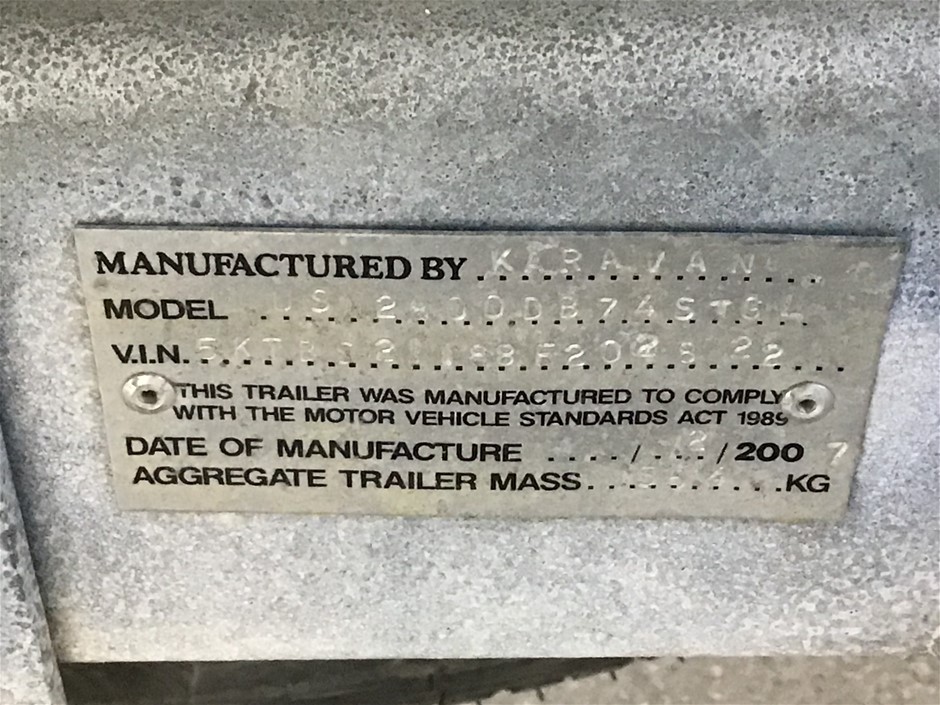 MANUFACTURED BY KARAVAN
MODEL
V.I.N.
THIS TRAILER WAS MANUFACTURED TO COMPLY
WITH THE MOTOR VEHICLE STANDARDS ACT 1989
DATE OF MANUFACTURE ..../.../2007
AGGREGATE TRAILER MASS..........KG